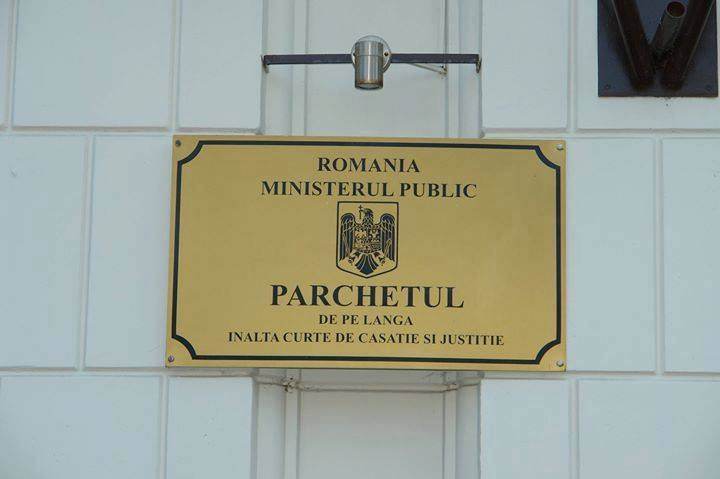 ROMANIA
MINISTERUL PUBLIC
PARCHETUL
DE PE LANGA
INALTA CURTE DE CASATIE SI JUSTITIE